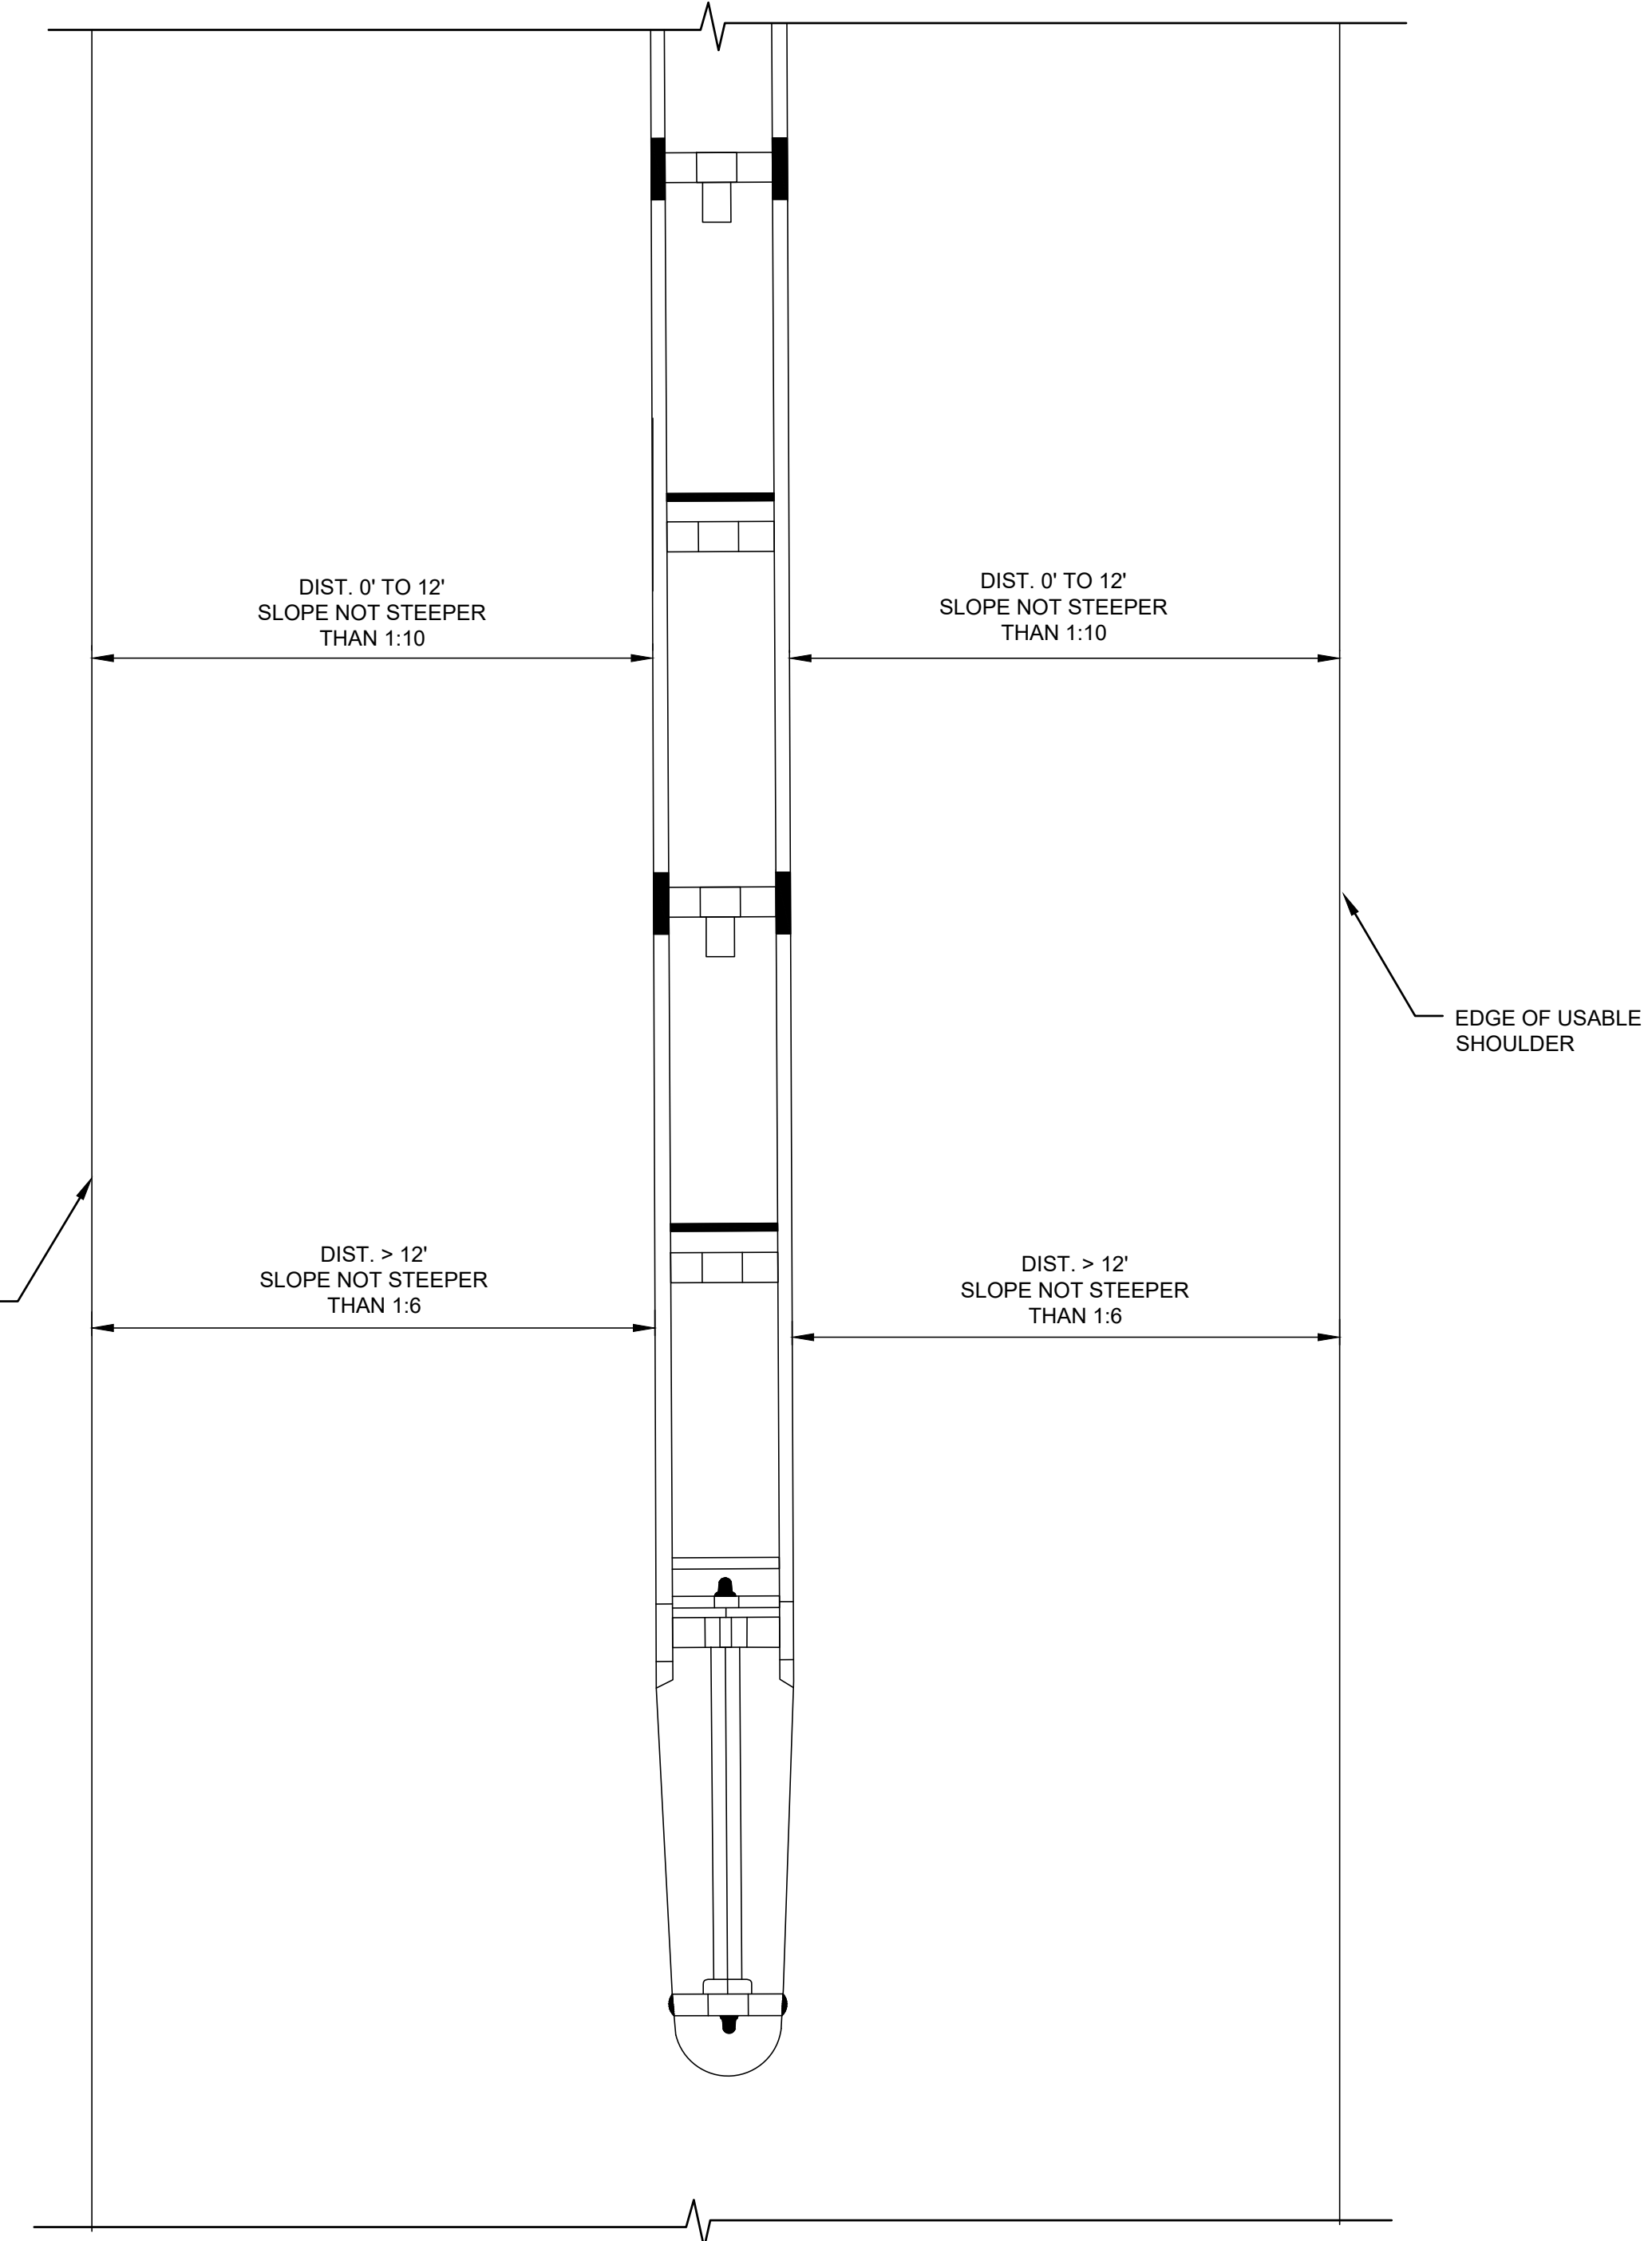 DIST. 0' TO 12'
SLOPE NOT STEEPER
THAN 1:10
DIST. 0' TO 12'
SLOPE NOT STEEPER
THAN 1:10
EDGE OF USABLE
SHOULDER
DIST. > 12'
SLOPE NOT STEEPER
THAN 1:6
DIST. > 12'
SLOPE NOT STEEPER
THAN 1:6